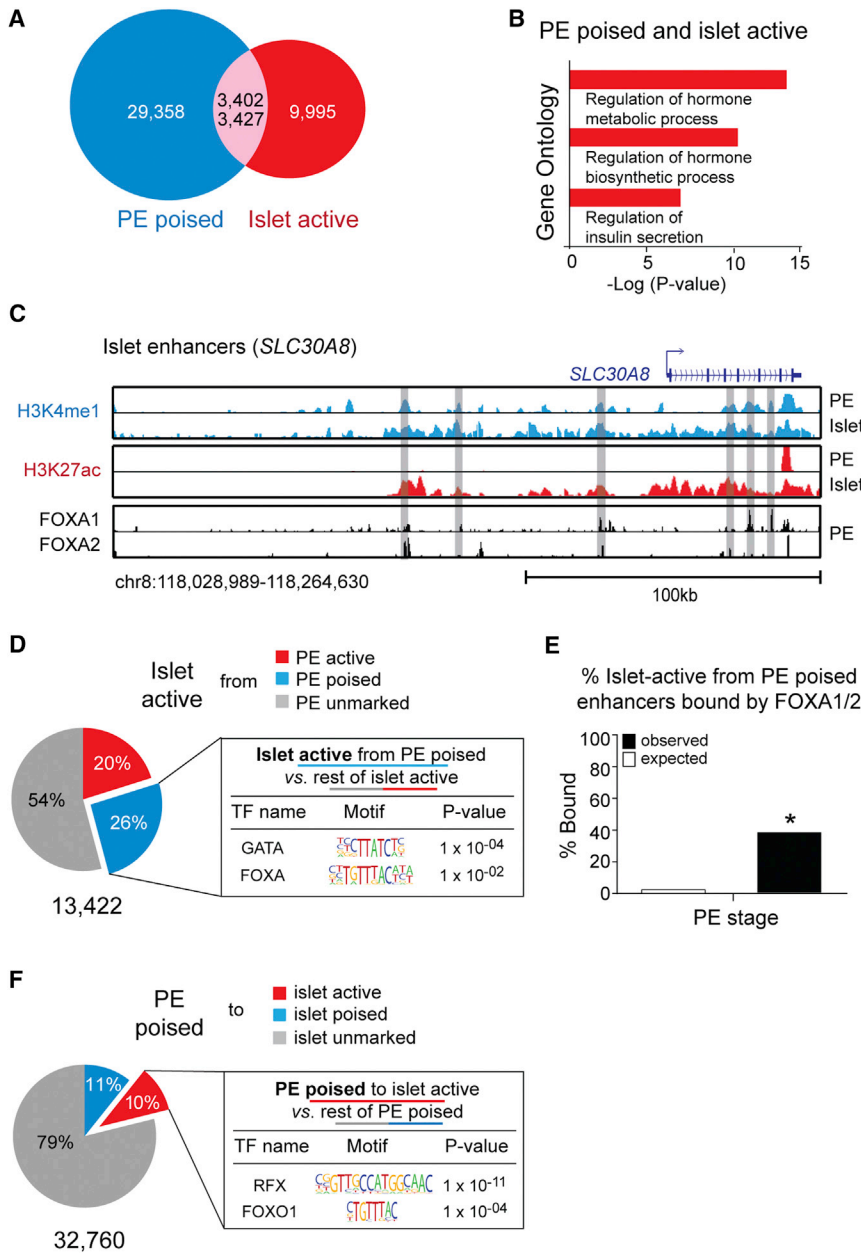 A
29,358
3,402
3,427
9,995
PE poised
Islet active
B
PE poised and islet active
Gene Ontology
Regulation of hormone
metabolic process
Regulation of hormone
biosynthetic process
Regulation of
insulin secretion
0 5 10 15
-Log (P-value)
C
Islet enhancers (SLC30A8)
SLC30A8
H3K4me1
PE
Islet
H3K27ac
PE
Islet
FOXA1
FOXA2
PE
chr8:118,028,989-118,264,630
100kb
D
Islet
active
from
PE active
PE poised
PE unmarked
20%
54%
26%
13,422
Islet active from PE poised
vs. rest of islet active
TF name Motif P-value
GATA CTTATC 1 x 10-04
FOXA TGTTTAC 1 x 10-02
E
% Islet-active from PE poised
enhancers bound by FOXA1/2
% Bound
100
80
60
40
20
0
observed
expected
*
PE stage
F
PE
poised
to
islet active
islet poised
islet unmarked
11%
10%
79%
32,760
PE poised to islet active
vs. rest of PE poised
TF name Motif P-value
RFX GTTGCCATGGCAAC 1 x 10-11
FOXO1 CTGTTTAC 1 x 10-04